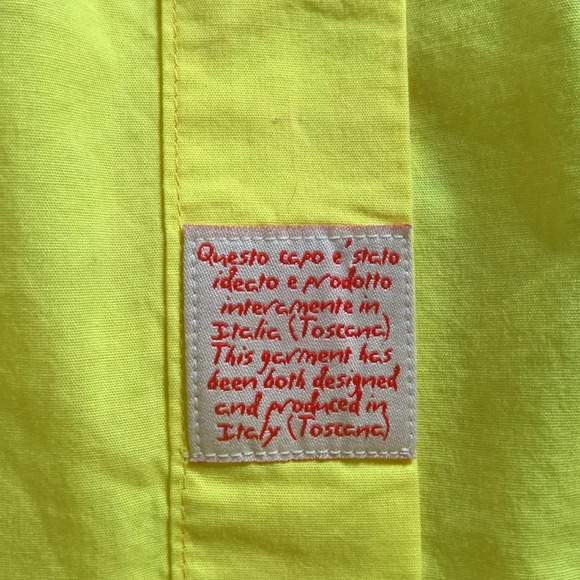 Questo capo e' stato
ideato e prodotto
interamente in
Italia (Toscana)
This garment has
been both designed
and produced in
Italy (Toscana)